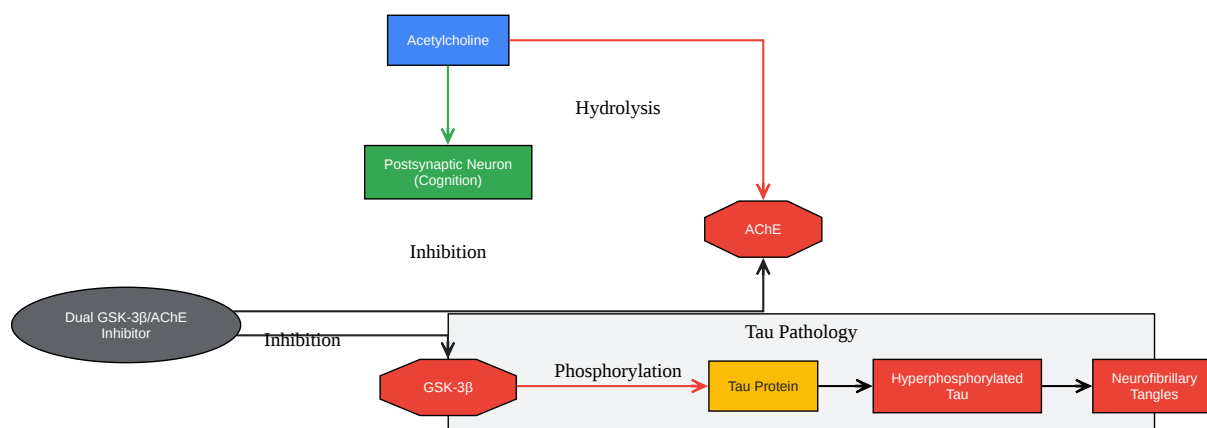 Acetylcholine
Hydrolysis
Postsynaptic Neuron
(Cognition)
AChE
Inhibition
Dual GSK-3β/AChE
Inhibitor
Inhibition
Tau Pathology
GSK-3β
Phosphorylation
Tau Protein
Hyperphosphorylated
Tau
Neurofibrillary
Tangles